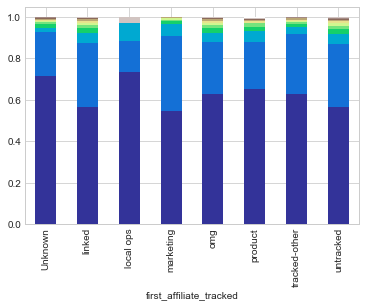 1.0
0.8
0.6
0.4
0.2
0.0
Unknown
linked
local ops
marketing
omg
product
tracked-other
untracked
first_affiliate_tracked